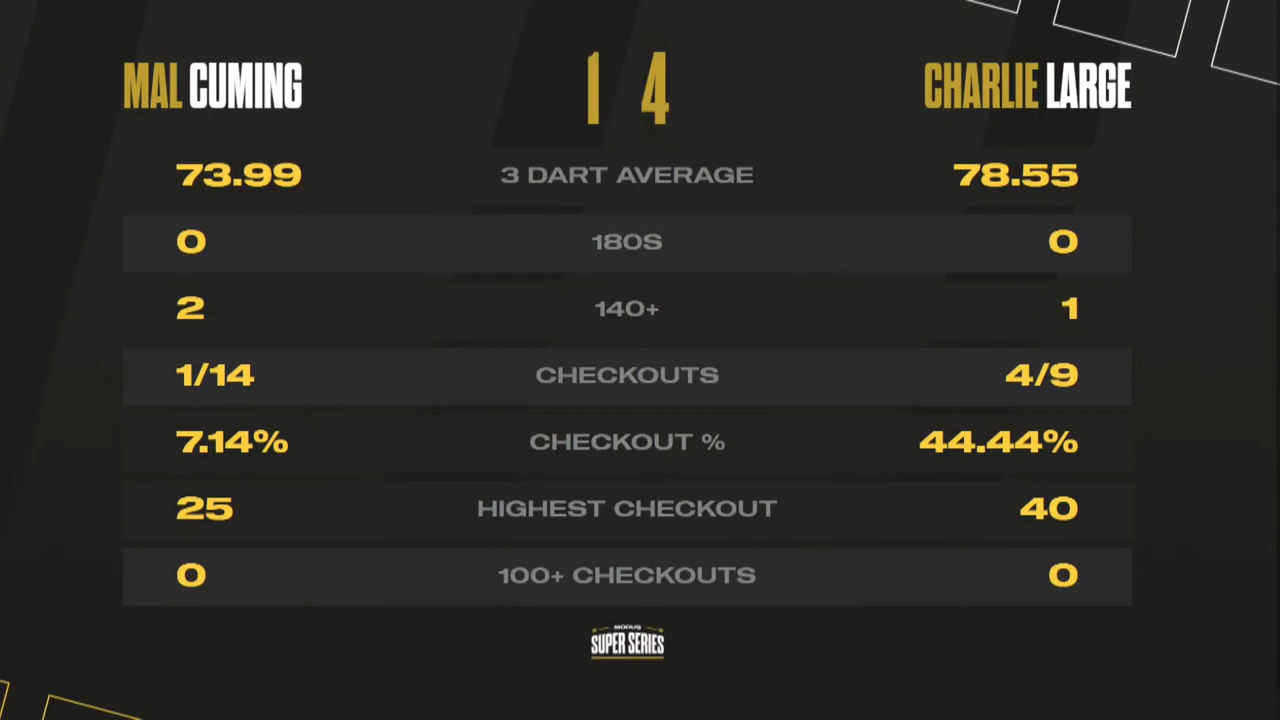 MAL CUMING 1 4 CHARLIE LARGE
73.99 3 DART AVERAGE 78.55
0 180S 0
2 140+ 1
1/14 CHECKOUTS 4/9
7.14% CHECKOUT % 44.44%
25 HIGHEST CHECKOUT 40
0 100+ CHECKOUTS 0
MODUS
SUPER SERIES